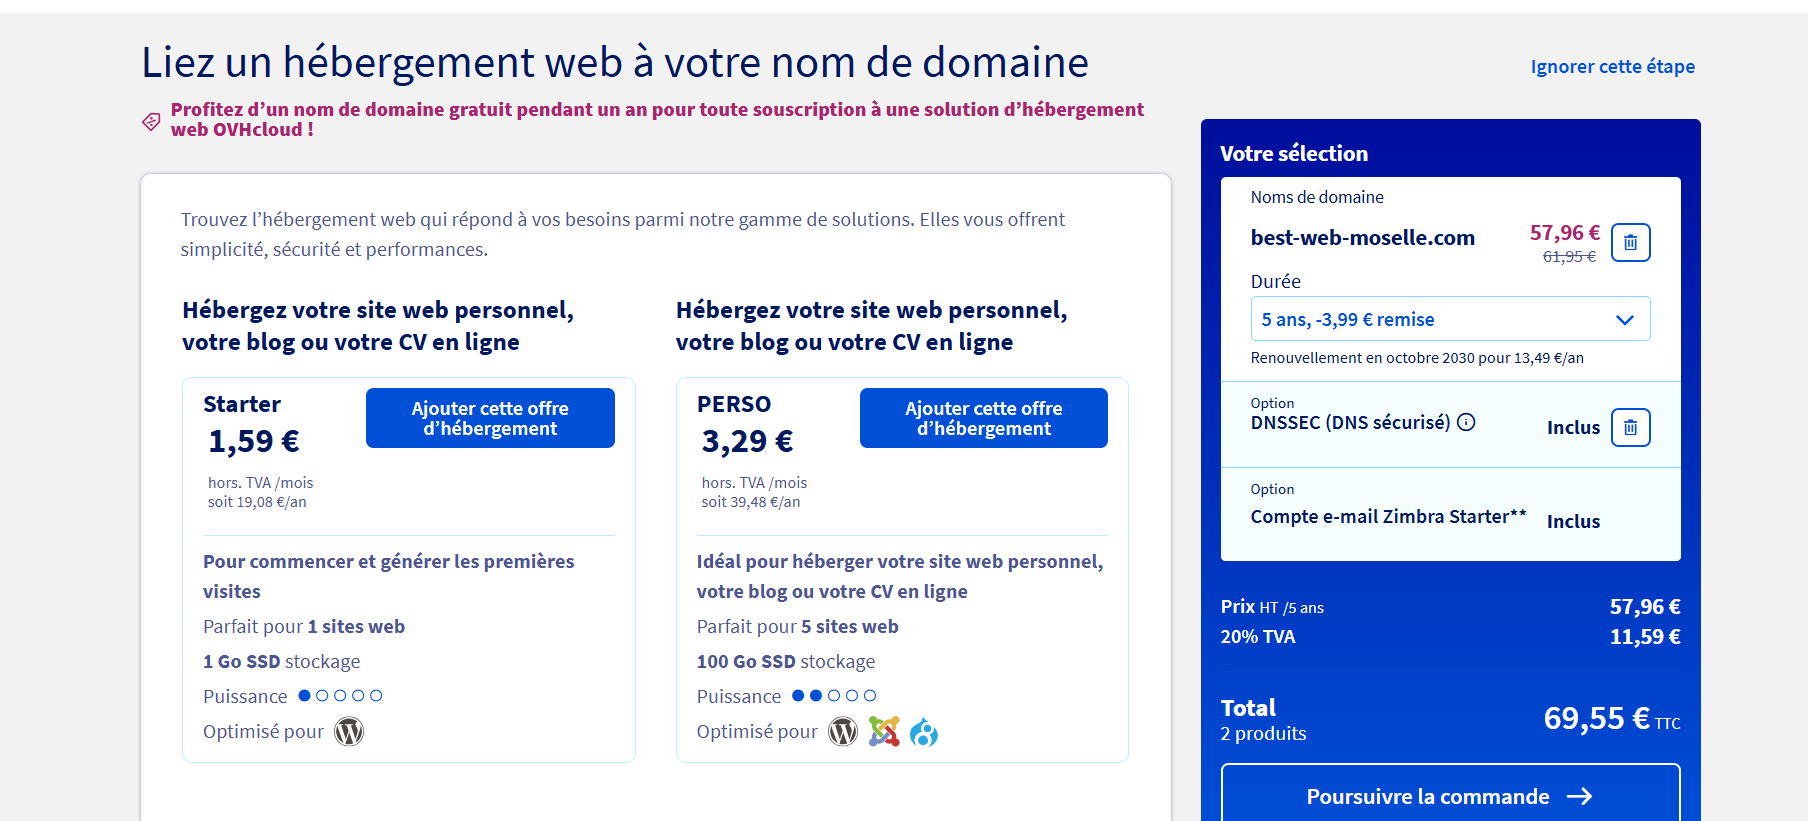 Liez un hébergement web à votre nom de domaine
Ignorer cette étape
Profitez d’un nom de domaine gratuit pendant un an pour toute souscription à une solution d’hébergement
web OVHcloud !
Trouvez l’hébergement web qui répond à vos besoins parmi notre gamme de solutions. Elles vous offrent
simplicité, sécurité et performances.
Hébergez votre site web personnel,
votre blog ou votre CV en ligne
Starter
1,59 €
Ajouter cette offre
d’hébergement
hors. TVA /mois
soit 19,08 €/an
Pour commencer et générer les premières
visites
Parfait pour 1 sites web
1 Go SSD stockage
Puissance
Optimisé pour
Hébergez votre site web personnel,
votre blog ou votre CV en ligne
PERSO
3,29 €
Ajouter cette offre
d’hébergement
hors. TVA /mois
soit 39,48 €/an
Idéal pour héberger votre site web personnel,
votre blog ou votre CV en ligne
Parfait pour 5 sites web
100 Go SSD stockage
Puissance
Optimisé pour
Votre sélection
Noms de domaine
best-web-moselle.com
57,96 €
61,95 €
Durée
5 ans, -3,99 € remise
Renouvellement en octobre 2030 pour 13,49 €/an
Option
DNSSEC (DNS sécurisé)
Inclus
Option
Compte e-mail Zimbra Starter**
Inclus
Prix HT /5 ans 57,96 €
20% TVA 11,59 €
Total
2 produits
69,55 € TTC
Poursuivre la commande